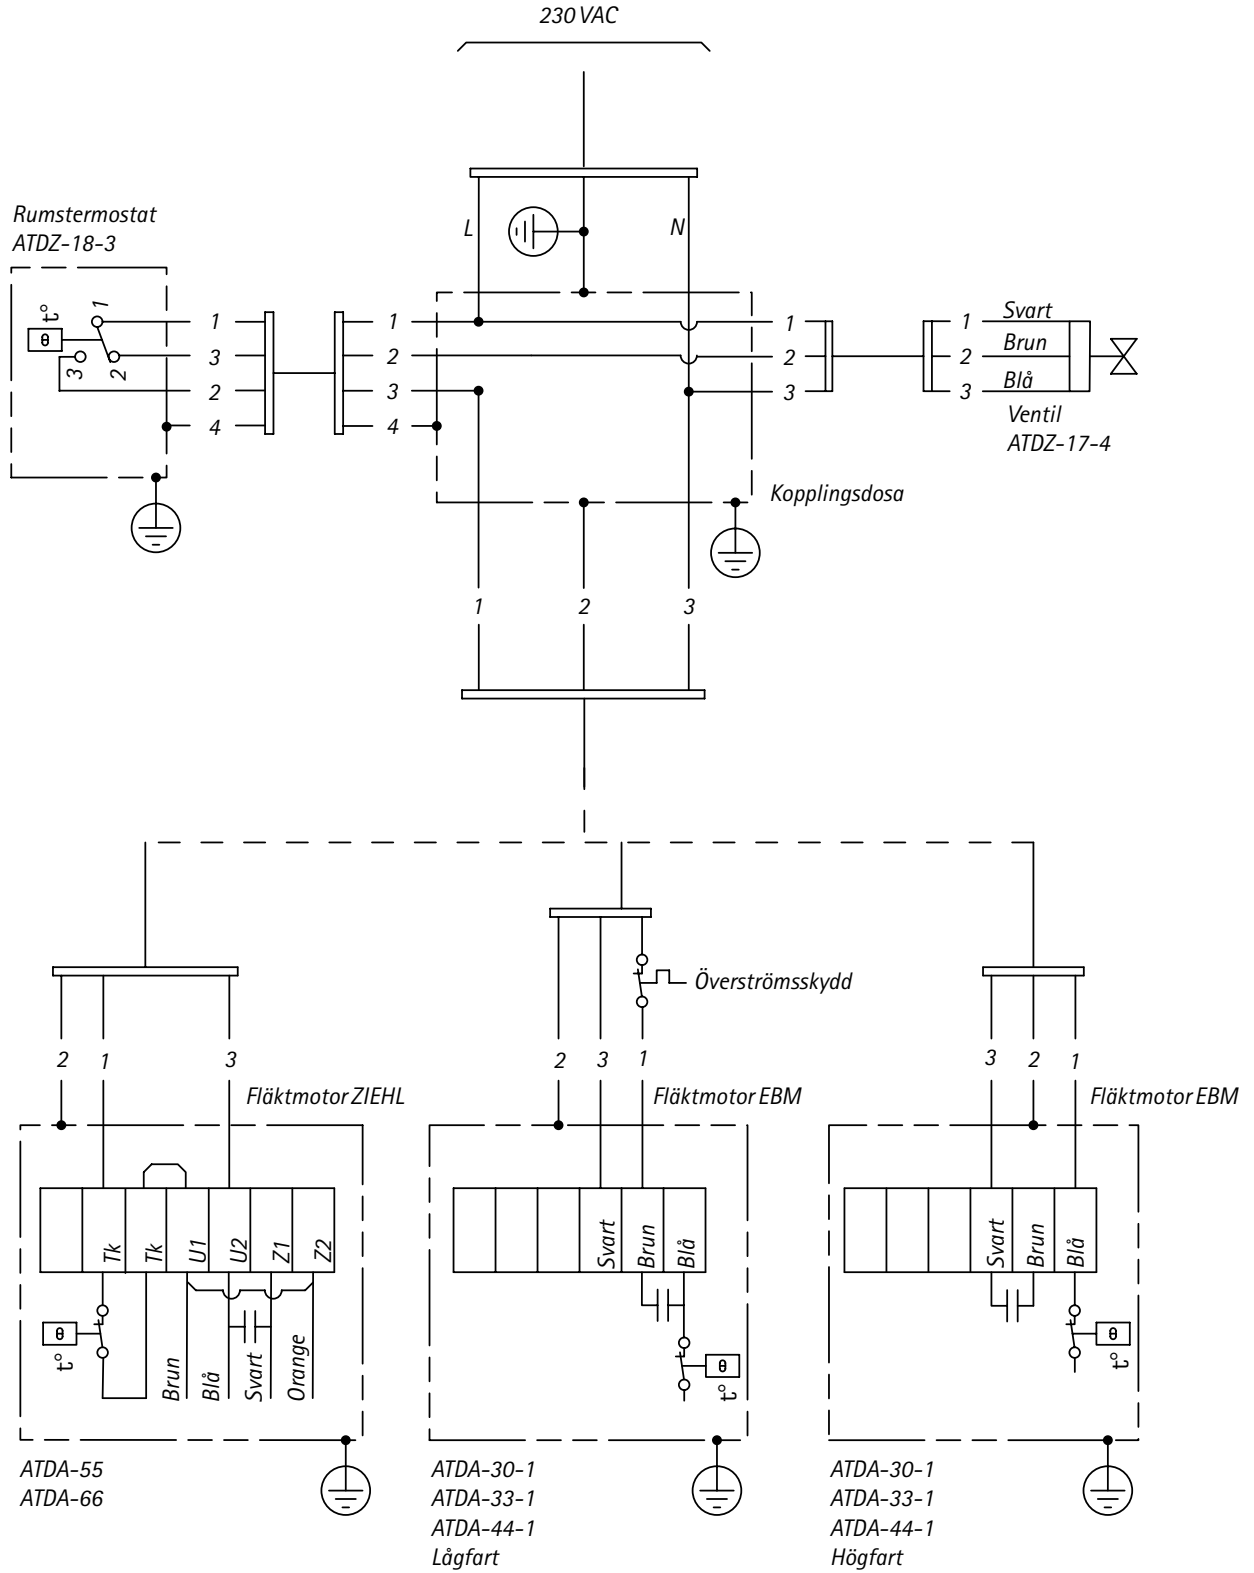 230 VAC
L
N
Rumstermostat
ATDZ-18-3
t°
θ
1
3
2
1
3
2
4
1
2
3
4
1
2
3
1
2
3
Svart
Brun
Blå
Ventil
ATDZ-17-4
Kopplingsdosa
1
2
3
Överströmsskydd
2
1
3
Fläktmotor ZIEHL
2
3
1
Fläktmotor EBM
3
2
1
Fläktmotor EBM
Tk
Tk
U1
U2
Z1
Z2
θ
t°
Brun
Blå
Svart
Orange
Svart
Brun
Blå
θ
t°
Svart
Brun
Blå
θ
t°
ATDA-55
ATDA-66
ATDA-30-1
ATDA-33-1
ATDA-44-1
Lågfart
ATDA-30-1
ATDA-33-1
ATDA-44-1
Högfart